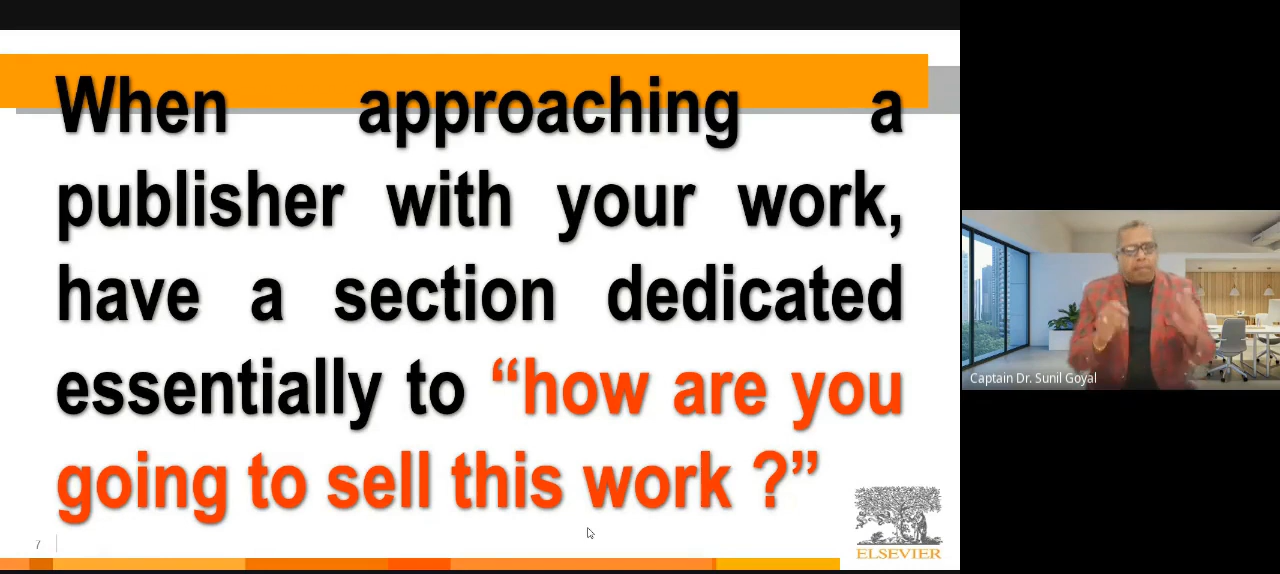 When approaching a
publisher with your work,
have a section dedicated
essentially to “how are you
going to sell this work ?”
7
ELSEVIER
Captain Dr. Sunil Goyal